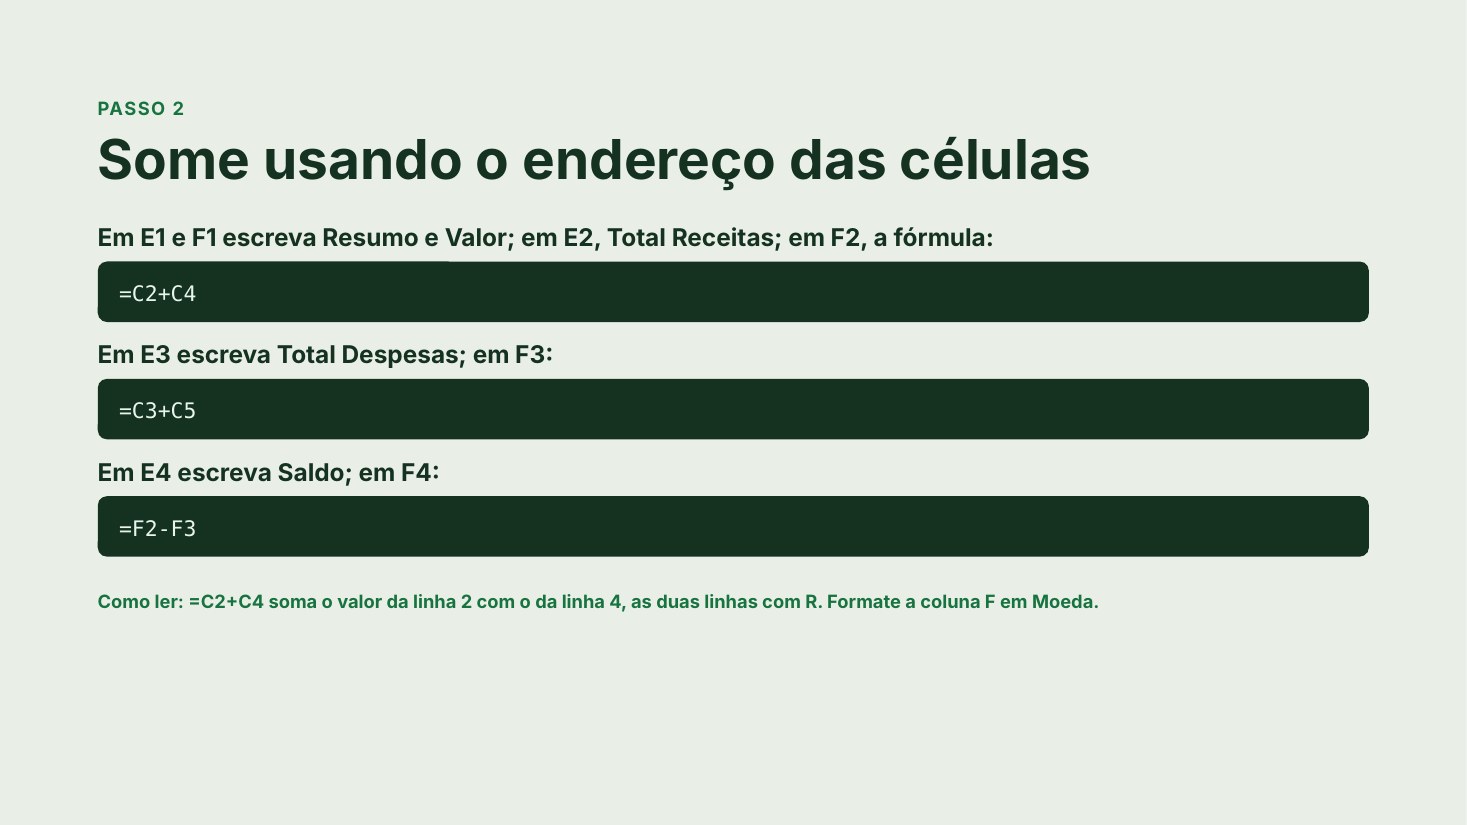 PASSO 2
Some usando o endereço das células
Em E1 e F1 escreva Resumo e Valor; em E2, Total Receitas; em F2, a fórmula:
=C2+C4
Em E3 escreva Total Despesas; em F3:
=C3+C5
Em E4 escreva Saldo; em F4:
=F2-F3
Como ler: =C2+C4 soma o valor da linha 2 com o da linha 4, as duas linhas com R. Formate a coluna F em Moeda.